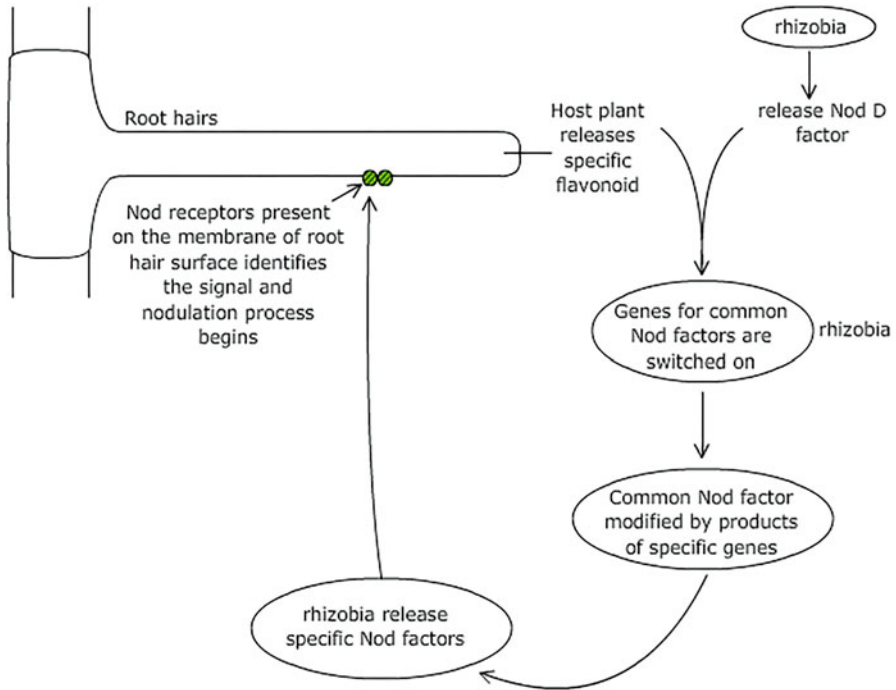 rhizobia
Root hairs
Host plant
releases
specific
flavonoid
release Nod D
factor
Nod receptors present
on the membrane of root
hair surface identifies
the signal and
nodulation process
begins
Genes for common
Nod factors are
switched on
rhizobia
Common Nod factor
modified by products
of specific genes
rhizobia release
specific Nod factors